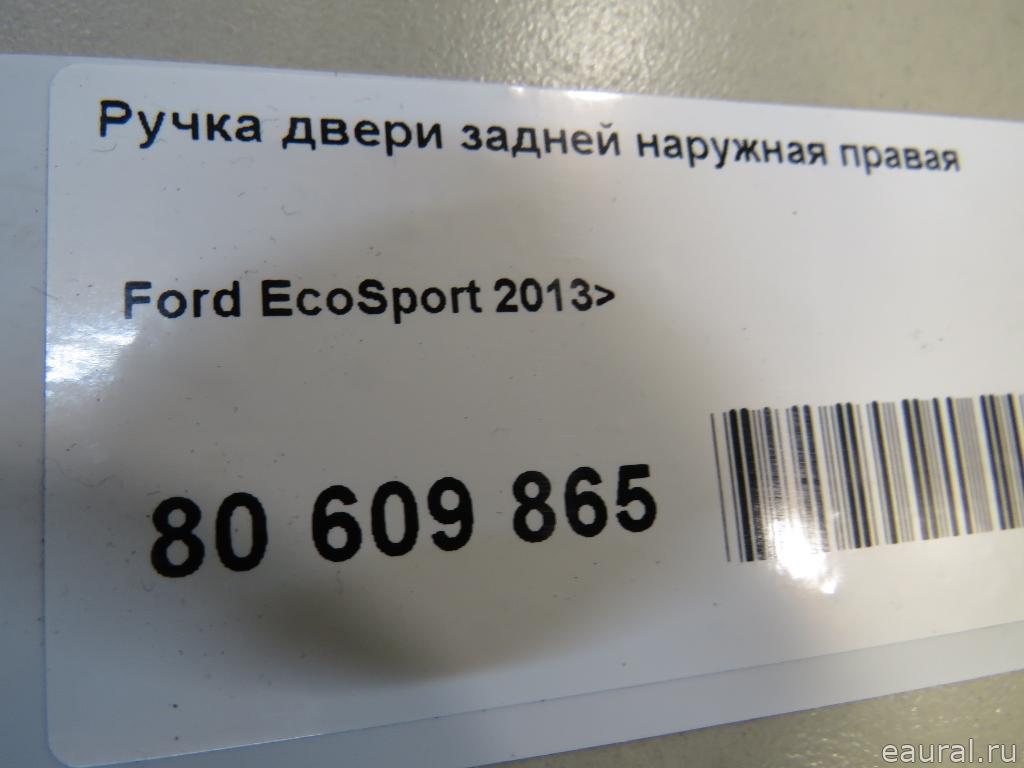 Ручка двери задней наружная правая
Ford EcoSport 2013>
80 609 865
eaural.ru